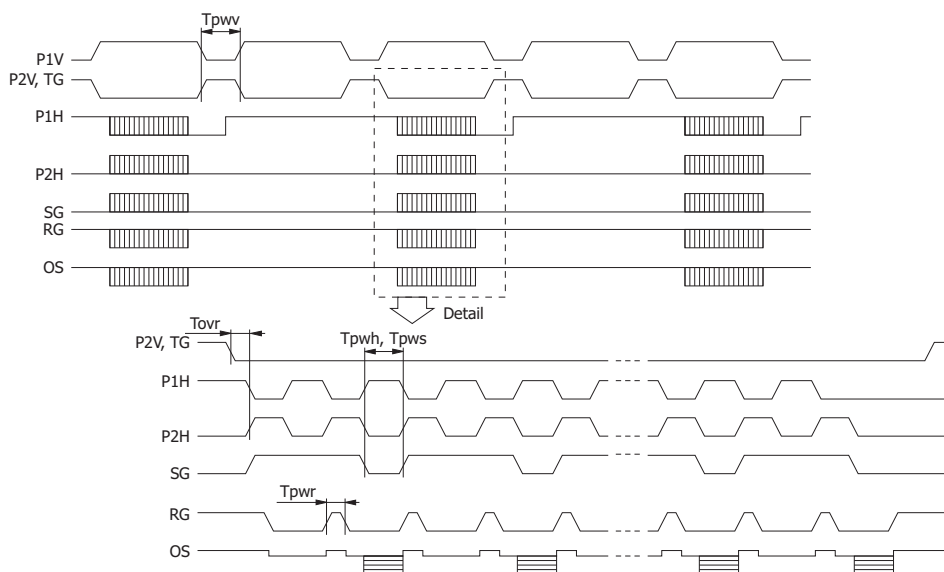 Tpwv
P1V
P2V, TG
P1H
P2H
SG
RG
OS
Detail
Tovr
Tpwh, Tpws
P2V, TG
P1H
P2H
SG
Tpwr
RG
OS